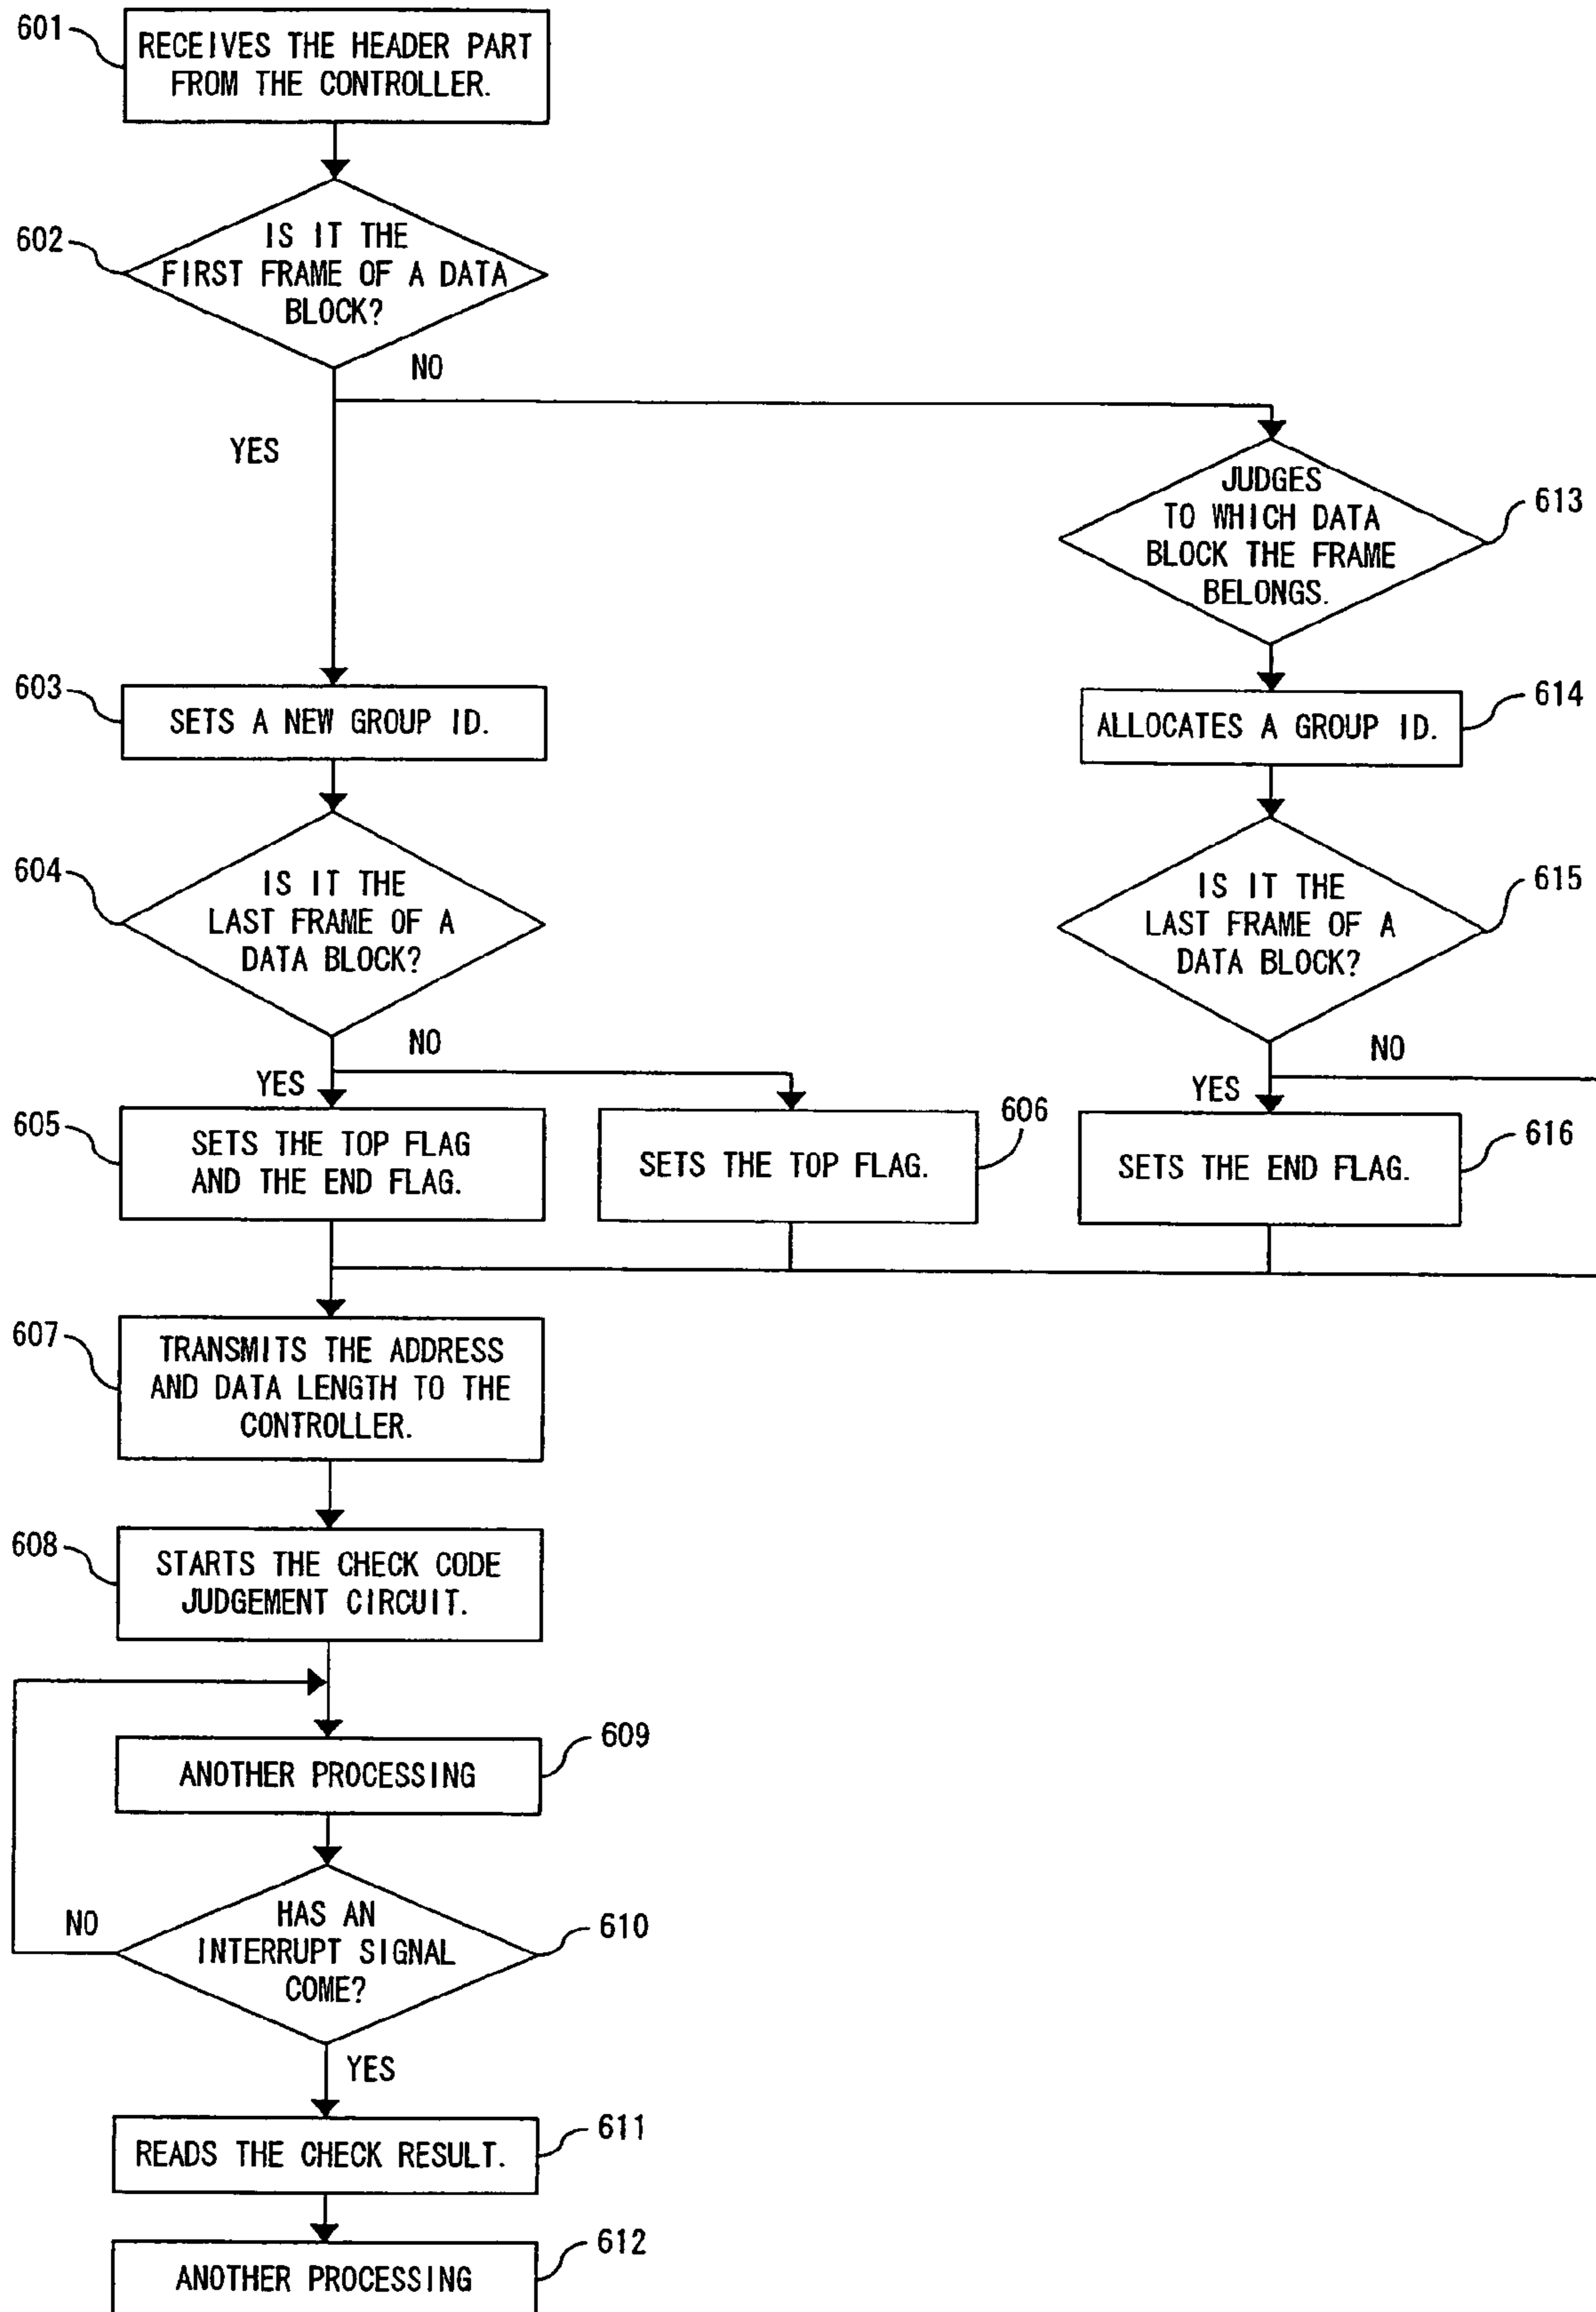 601
RECEIVES THE HEADER PART
FROM THE CONTROLLER.
602
IS IT THE
FIRST FRAME OF A DATA
BLOCK?
NO
YES
JUDGES
TO WHICH DATA
BLOCK THE FRAME
BELONGS.
613
603
SETS A NEW GROUP ID.
614
ALLOCATES A GROUP ID.
604
IS IT THE
LAST FRAME OF A
DATA BLOCK?
615
IS IT THE
LAST FRAME OF A
DATA BLOCK?
NO
YES
NO
YES
605
SETS THE TOP FLAG
AND THE END FLAG.
606
SETS THE TOP FLAG.
616
SETS THE END FLAG.
607
TRANSMITS THE ADDRESS
AND DATA LENGTH TO THE
CONTROLLER.
608
STARTS THE CHECK CODE
JUDGEMENT CIRCUIT.
609
ANOTHER PROCESSING
610
HAS AN
INTERRUPT SIGNAL
COME?
NO
YES
611
READS THE CHECK RESULT.
612
ANOTHER PROCESSING